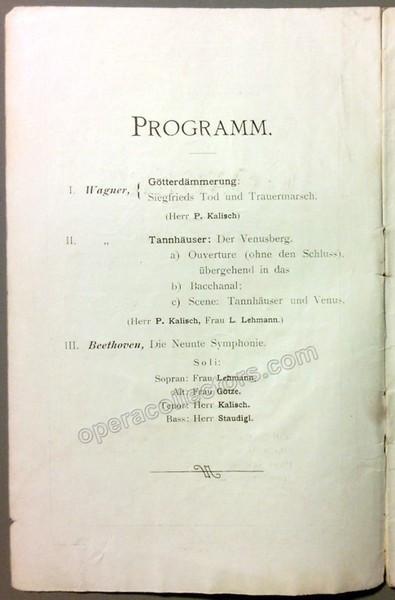 PROGRAMM.
I. Wagner, { Götterdämmerung:
Siegfrieds Tod und Trauermarsch.
(Herr P. Kalisch)
II. „ Tannhäuser: Der Venusberg.
a) Ouverture (ohne den Schluss),
übergehend in das
b) Bacchanal;
c) Scene: Tannhäuser und Venus.
(Herr P. Kalisch, Frau L. Lehmann.)
III. Beethoven, Die Neunte Symphonie.
Soli:
Sopran: Frau Lehmann.
Alt: Frau Götze.
Tenor: Herr Kalisch.
Bass: Herr Staudigl.
operacollectors.com